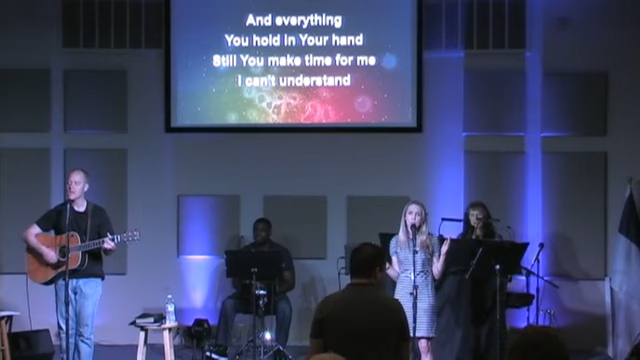 And everything
You hold in Your hand
Still You make time for me
I can't understand